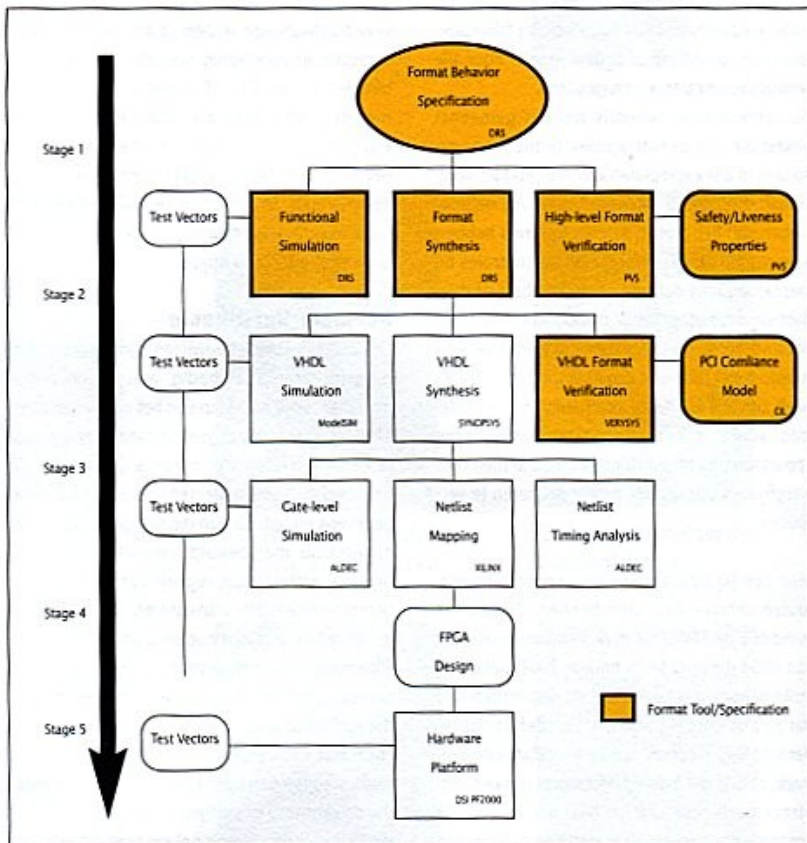 Format Behavior
Specification
DRS
Stage 1
Test Vectors
Functional
Simulation
DRS
Format
Synthesis
DRS
High-level Format
Verification
PVS
Safety/Liveness
Properties
PVS
Stage 2
Test Vectors
VHDL
Simulation
ModelSIM
VHDL
Synthesis
SYNOPSYS
VHDL Format
Verification
VERYSYS
PCI Comliance
Model
CIL
Stage 3
Test Vectors
Gate-level
Simulation
ALDEC
Netlist
Mapping
XILINX
Netlist
Timing Analysis
ALDEC
Stage 4
FPGA
Design
Format Tool/Specification
Stage 5
Test Vectors
Hardware
Platform
DSI PF2000